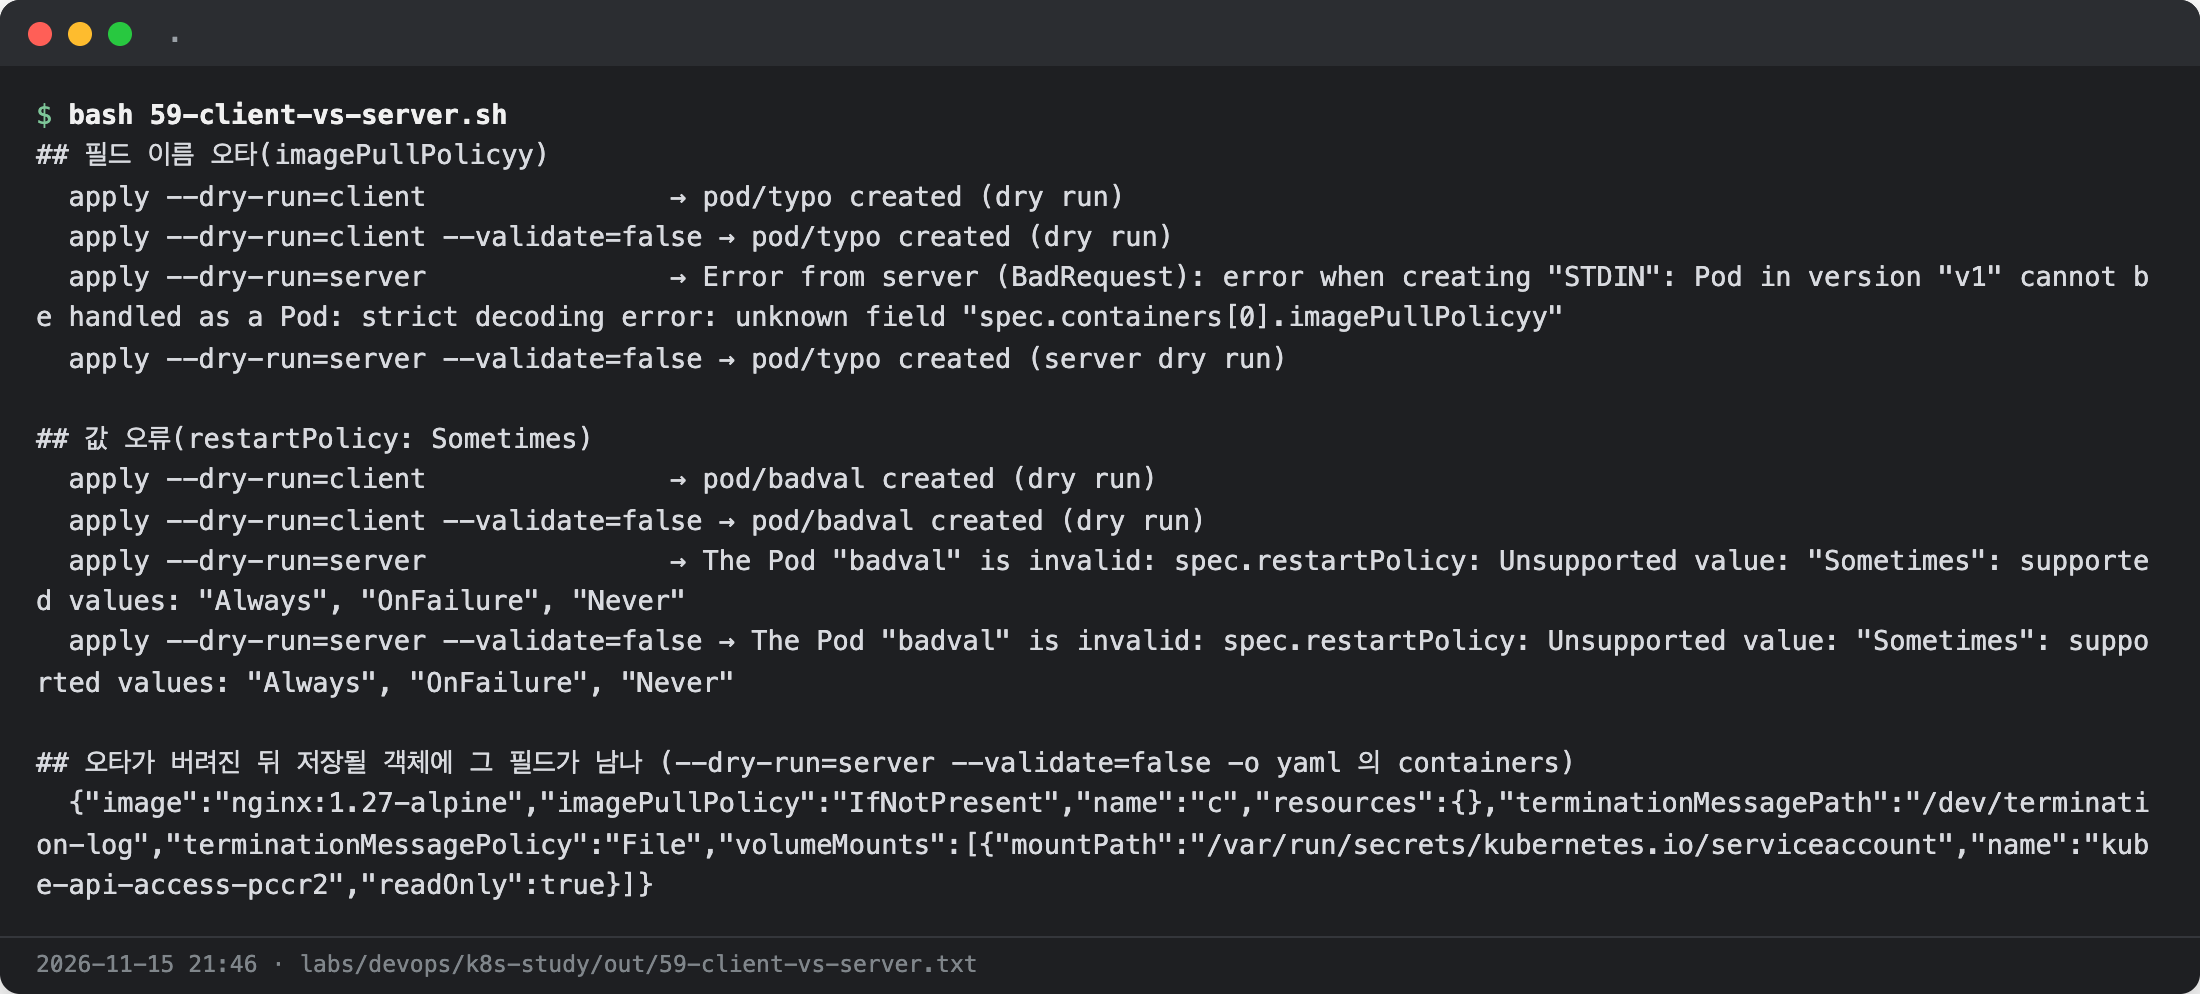 .
$ bash 59-client-vs-server.sh
## 필드 이름 오타(imagePullPolicyy)
  apply --dry-run=client               → pod/typo created (dry run)
  apply --dry-run=client --validate=false → pod/typo created (dry run)
  apply --dry-run=server               → Error from server (BadRequest): error when creating "STDIN": Pod in version "v1" cannot b
e handled as a Pod: strict decoding error: unknown field "spec.containers[0].imagePullPolicyy"
  apply --dry-run=server --validate=false → pod/typo created (server dry run)

## 값 오류(restartPolicy: Sometimes)
  apply --dry-run=client               → pod/badval created (dry run)
  apply --dry-run=client --validate=false → pod/badval created (dry run)
  apply --dry-run=server               → The Pod "badval" is invalid: spec.restartPolicy: Unsupported value: "Sometimes": supporte
d values: "Always", "OnFailure", "Never"
  apply --dry-run=server --validate=false → The Pod "badval" is invalid: spec.restartPolicy: Unsupported value: "Sometimes": suppo
rted values: "Always", "OnFailure", "Never"

## 오타가 버려진 뒤 저장될 객체에 그 필드가 남나 (--dry-run=server --validate=false -o yaml 의 containers)
  {"image":"nginx:1.27-alpine","imagePullPolicy":"IfNotPresent","name":"c","resources":{},"terminationMessagePath":"/dev/terminati
on-log","terminationMessagePolicy":"File","volumeMounts":[{"mountPath":"/var/run/secrets/kubernetes.io/serviceaccount","name":"kub
e-api-access-pccr2","readOnly":true}]}
2026-11-15 21:46 · labs/devops/k8s-study/out/59-client-vs-server.txt